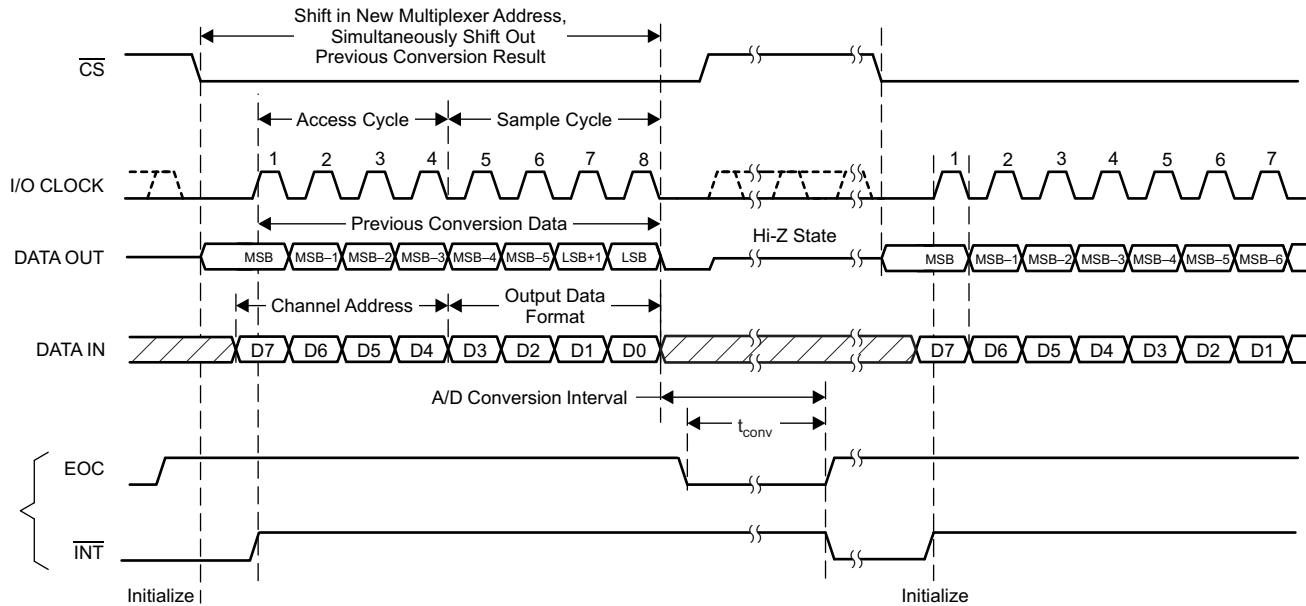 Shift in New Multiplexer Address,
Simultaneously Shift Out
Previous Conversion Result
CS
Access Cycle
Sample Cycle
1 2 3 4 5 6 7 8 1 2 3 4 5 6 7
I/O CLOCK
Previous Conversion Data
Hi-Z State
DATA OUT
MSB MSB–1 MSB–2 MSB–3 MSB–4 MSB–5 LSB+1 LSB MSB MSB–1 MSB–2 MSB–3 MSB–4 MSB–5 MSB–6
Channel Address
Output Data
Format
DATA IN
D7 D6 D5 D4 D3 D2 D1 D0 D7 D6 D5 D4 D3 D2 D1
A/D Conversion Interval
tconv
EOC
INT
Initialize
Initialize